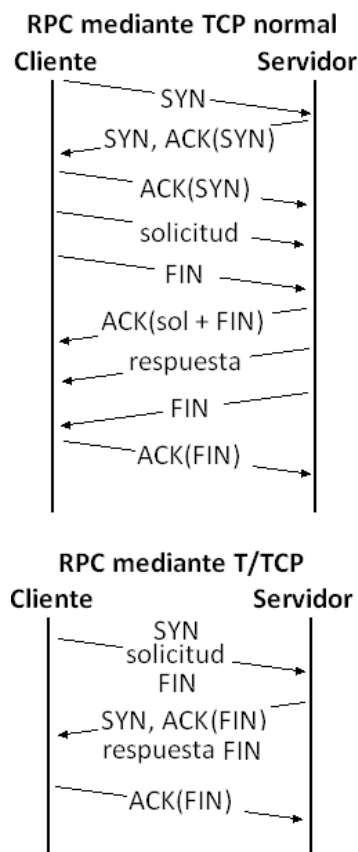 RPC mediante TCP normal
Cliente Servidor
SYN
SYN, ACK(SYN)
ACK(SYN)
solicitud
FIN
ACK(sol + FIN)
respuesta
FIN
ACK(FIN)
RPC mediante T/TCP
Cliente Servidor
SYN
solicitud
FIN
SYN, ACK(FIN)
respuesta FIN
ACK(FIN)